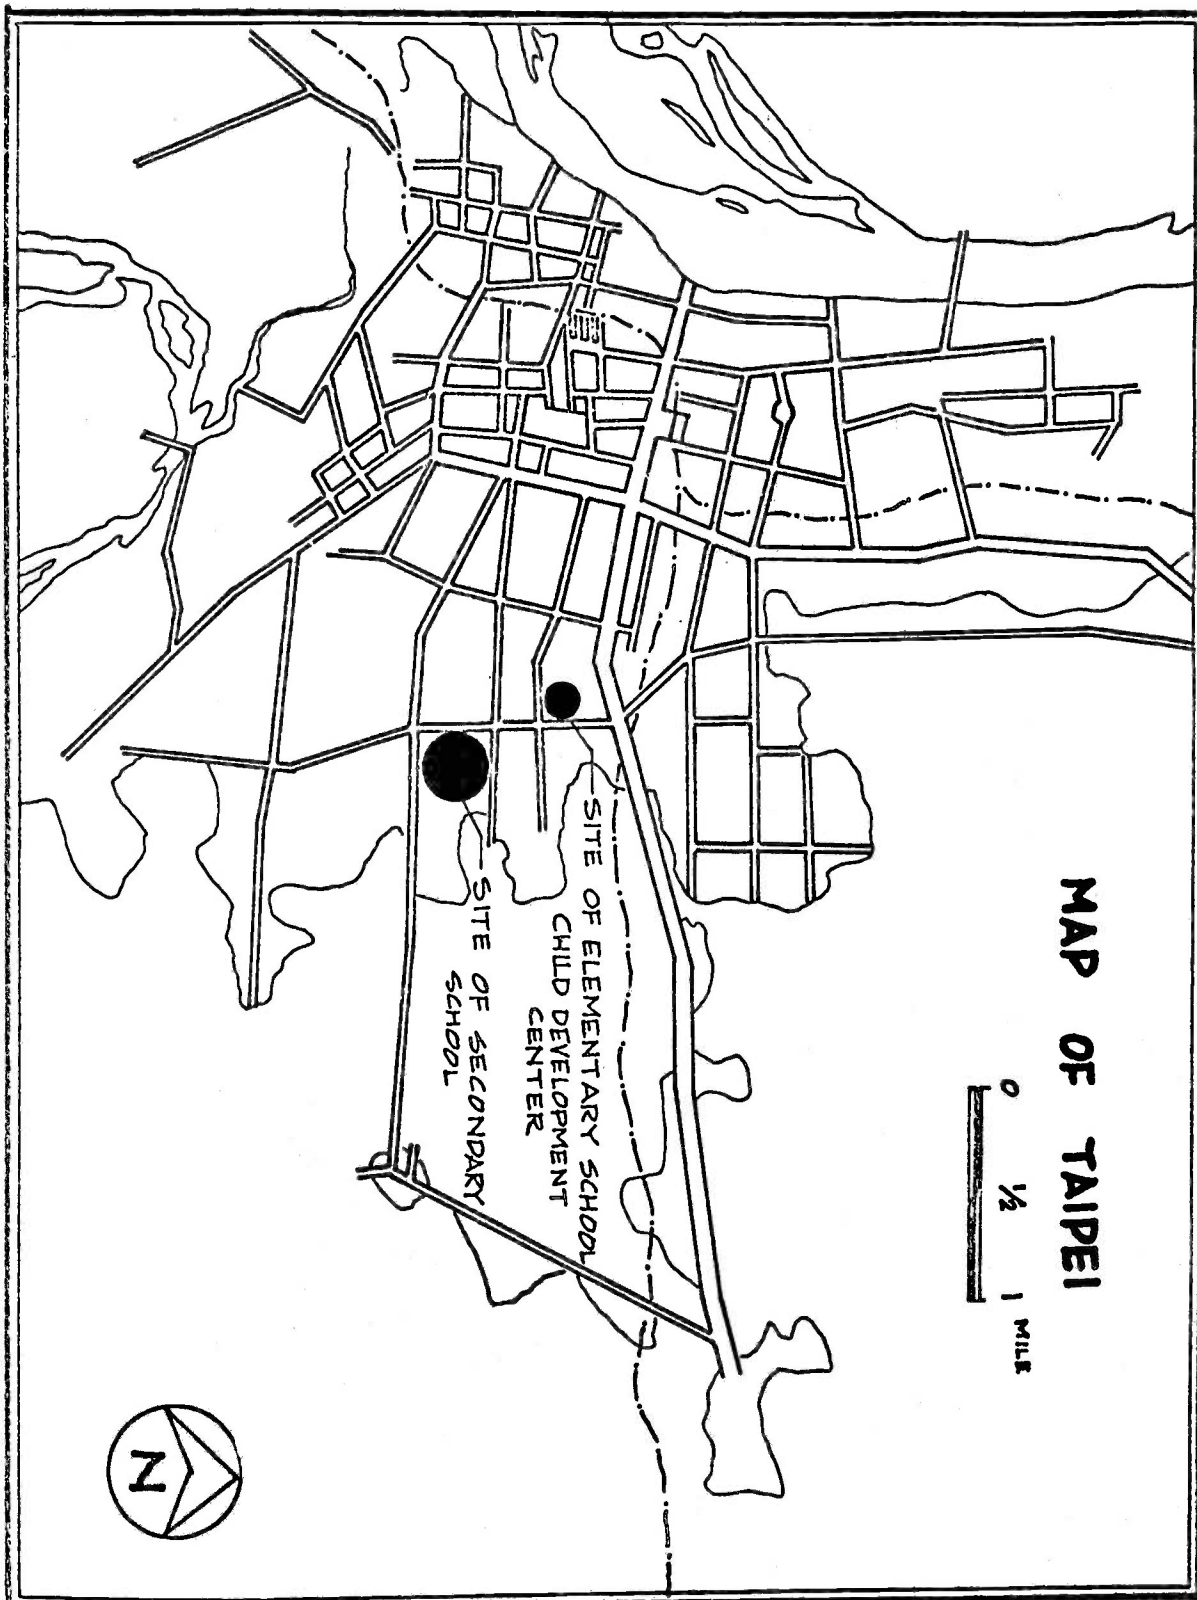 MAP OF TAIPEI
0 1/2 1 MILE
SITE OF ELEMENTARY SCHOOL
CHILD DEVELOPMENT
CENTER
SITE OF SECONDARY
SCHOOL
N